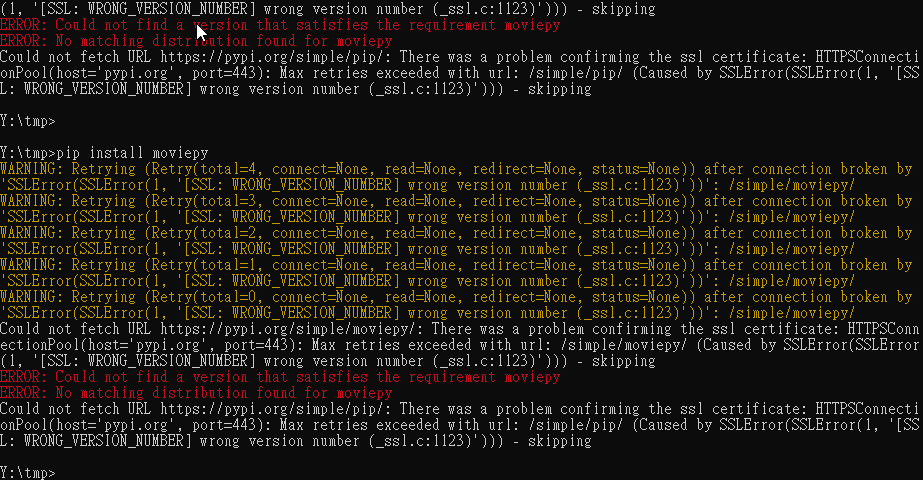 (1, '[SSL: WRONG_VERSION_NUMBER] wrong version number (_ssl.c:1123)'))) - skipping
ERROR: Could not find a version that satisfies the requirement moviepy
ERROR: No matching distribution found for moviepy
Could not fetch URL https://pypi.org/simple/pip/: There was a problem confirming the ssl certificate: HTTPSConnecti
onPool(host='pypi.org', port=443): Max retries exceeded with url: /simple/pip/ (Caused by SSLError(SSLError(1, '[SS
L: WRONG_VERSION_NUMBER] wrong version number (_ssl.c:1123)'))) - skipping
Y:\tmp>
Y:\tmp>pip install moviepy
WARNING: Retrying (Retry(total=4, connect=None, read=None, redirect=None, status=None)) after connection broken by
'SSLError(SSLError(1, '[SSL: WRONG_VERSION_NUMBER] wrong version number (_ssl.c:1123)'))': /simple/moviepy/
WARNING: Retrying (Retry(total=3, connect=None, read=None, redirect=None, status=None)) after connection broken by
'SSLError(SSLError(1, '[SSL: WRONG_VERSION_NUMBER] wrong version number (_ssl.c:1123)'))': /simple/moviepy/
WARNING: Retrying (Retry(total=2, connect=None, read=None, redirect=None, status=None)) after connection broken by
'SSLError(SSLError(1, '[SSL: WRONG_VERSION_NUMBER] wrong version number (_ssl.c:1123)'))': /simple/moviepy/
WARNING: Retrying (Retry(total=1, connect=None, read=None, redirect=None, status=None)) after connection broken by
'SSLError(SSLError(1, '[SSL: WRONG_VERSION_NUMBER] wrong version number (_ssl.c:1123)'))': /simple/moviepy/
WARNING: Retrying (Retry(total=0, connect=None, read=None, redirect=None, status=None)) after connection broken by
'SSLError(SSLError(1, '[SSL: WRONG_VERSION_NUMBER] wrong version number (_ssl.c:1123)'))': /simple/moviepy/
Could not fetch URL https://pypi.org/simple/moviepy/: There was a problem confirming the ssl certificate: HTTPSConn
ectionPool(host='pypi.org', port=443): Max retries exceeded with url: /simple/moviepy/ (Caused by SSLError(SSLError
(1, '[SSL: WRONG_VERSION_NUMBER] wrong version number (_ssl.c:1123)'))) - skipping
ERROR: Could not find a version that satisfies the requirement moviepy
ERROR: No matching distribution found for moviepy
Could not fetch URL https://pypi.org/simple/pip/: There was a problem confirming the ssl certificate: HTTPSConnecti
onPool(host='pypi.org', port=443): Max retries exceeded with url: /simple/pip/ (Caused by SSLError(SSLError(1, '[SS
L: WRONG_VERSION_NUMBER] wrong version number (_ssl.c:1123)'))) - skipping
Y:\tmp>